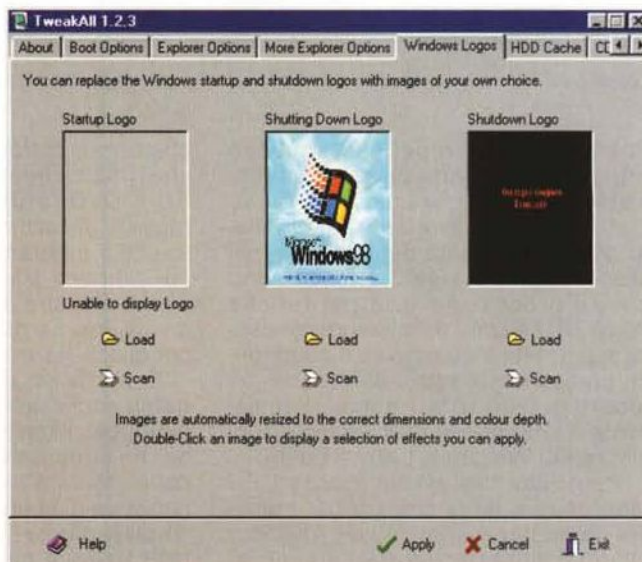 TweakAll 1.2.3
About Boot Options Explorer Options More Explorer Options Windows Logos HDD Cache
You can replace the Windows startup and shutdown logos with images of your own choice.
Startup Logo Shutting Down Logo Shutdown Logo
Microsoft
Windows98
Unable to display Logo
Load Load Load
Scan Scan Scan
Images are automatically resized to the correct dimensions and colour depth.
Double-Click an image to display a selection of effects you can apply.
Help Apply Cancel Exit